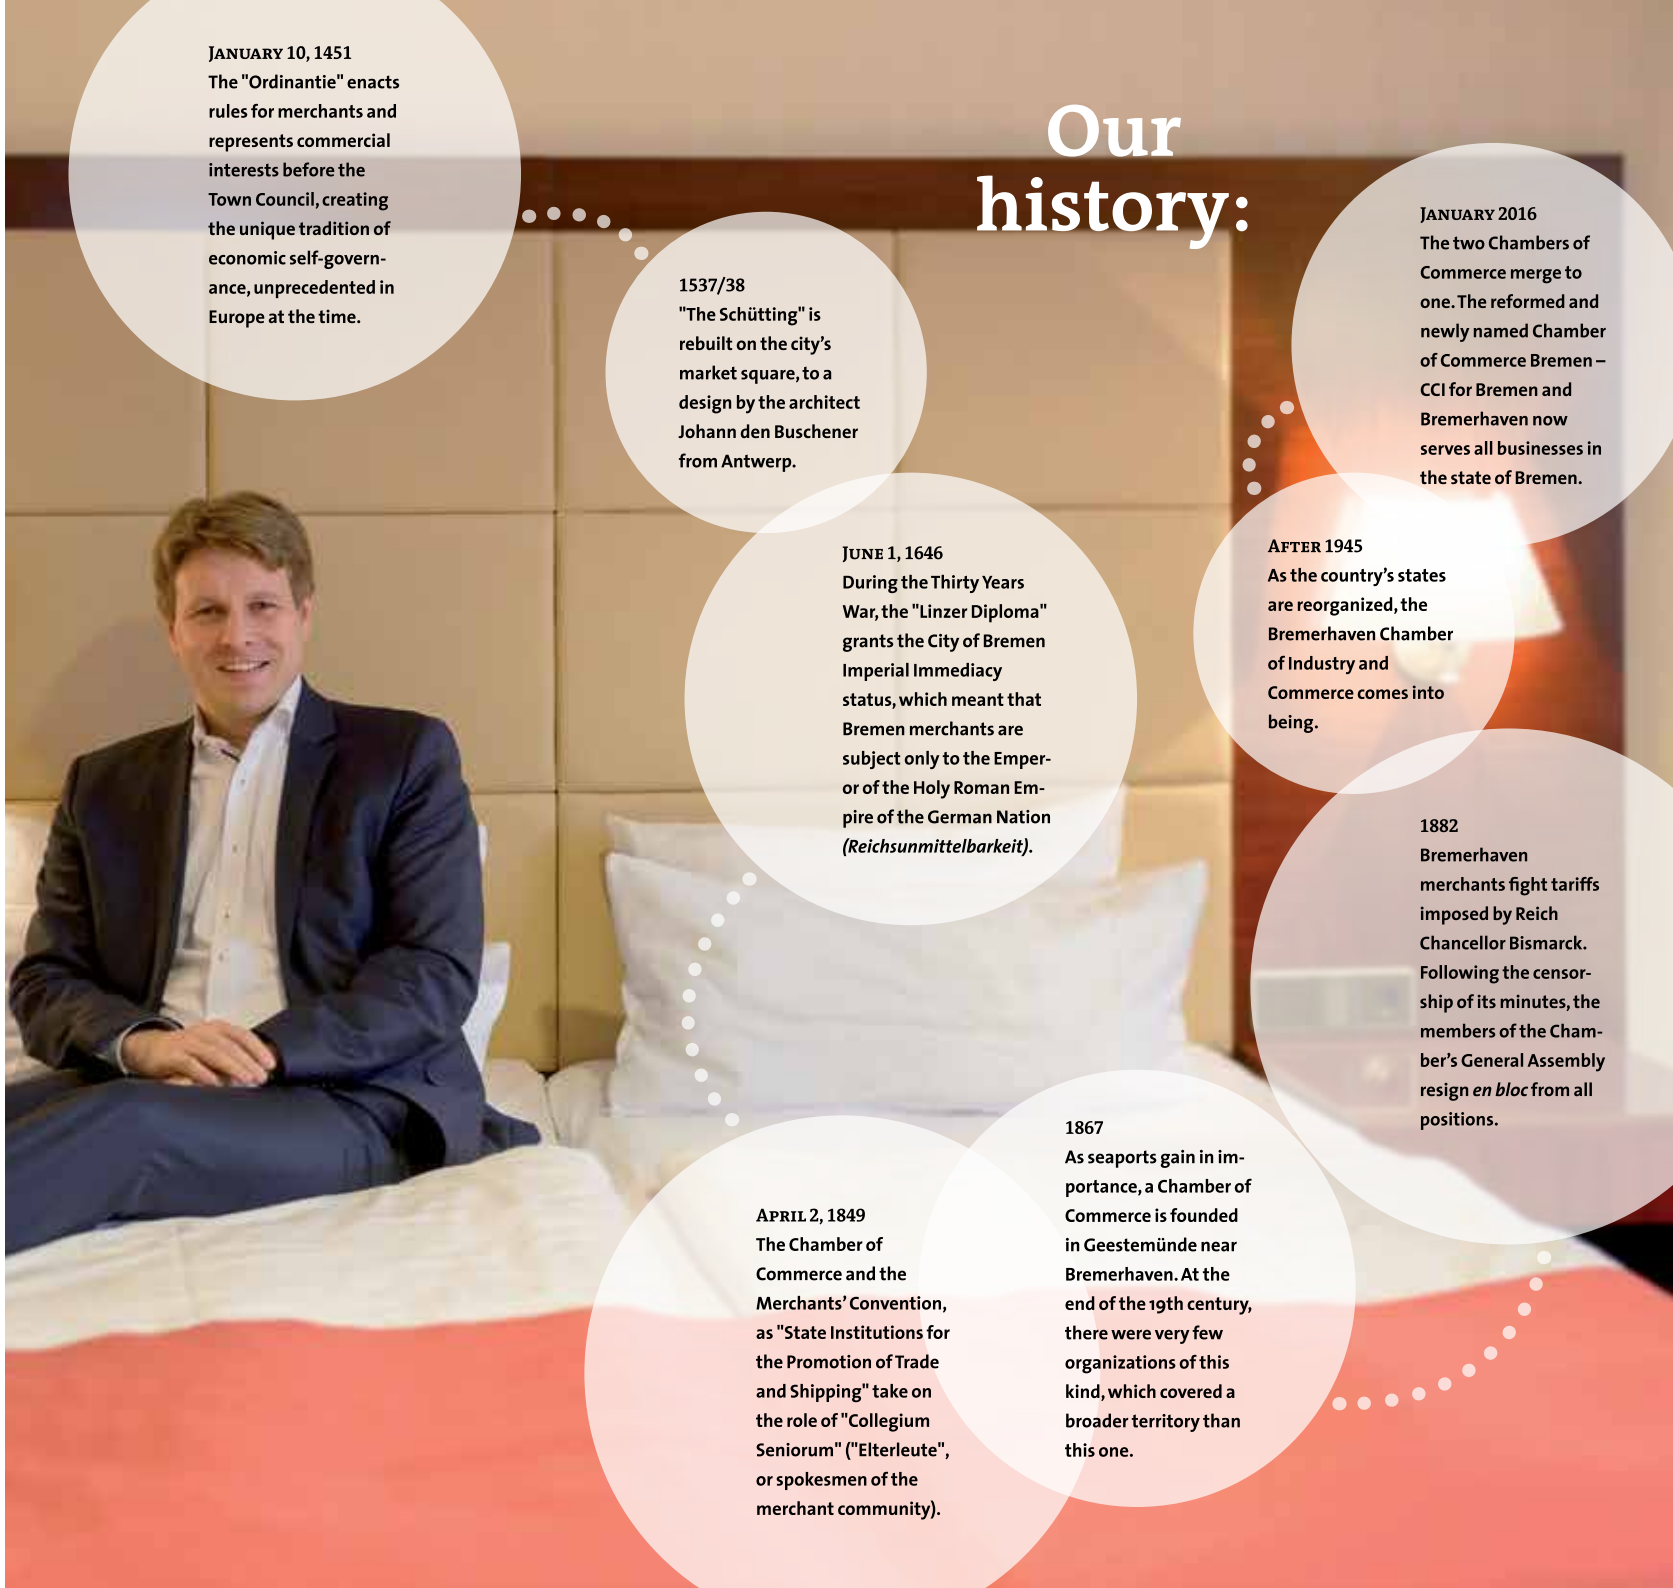 Our
history:
January 10, 1451
The "Ordinantie" enacts
rules for merchants and
represents commercial
interests before the
Town Council, creating
the unique tradition of
economic self-govern-
ance, unprecedented in
Europe at the time.
1537/38
"The Schütting" is
rebuilt on the city’s
market square, to a
design by the architect
Johann den Buschener
from Antwerp.
June 1, 1646
During the Thirty Years
War, the "Linzer Diploma"
grants the City of Bremen
Imperial Immediacy
status, which meant that
Bremen merchants are
subject only to the Emper-
or of the Holy Roman Em-
pire of the German Nation
(Reichsunmittelbarkeit).
April 2, 1849
The Chamber of
Commerce and the
Merchants’ Convention,
as "State Institutions for
the Promotion of Trade
and Shipping" take on
the role of "Collegium
Seniorum" ("Elterleute",
or spokesmen of the
merchant community).
1867
As seaports gain in im-
portance, a Chamber of
Commerce is founded
in Geestemünde near
Bremerhaven. At the
end of the 19th century,
there were very few
organizations of this
kind, which covered a
broader territory than
this one.
1882
Bremerhaven
merchants fight tariffs
imposed by Reich
Chancellor Bismarck.
Following the censor-
ship of its minutes, the
members of the Cham-
ber’s General Assembly
resign en bloc from all
positions.
After 1945
As the country’s states
are reorganized, the
Bremerhaven Chamber
of Industry and
Commerce comes into
being.
January 2016
The two Chambers of
Commerce merge to
one. The reformed and
newly named Chamber
of Commerce Bremen –
CCI for Bremen and
Bremerhaven now
serves all businesses in
the state of Bremen.